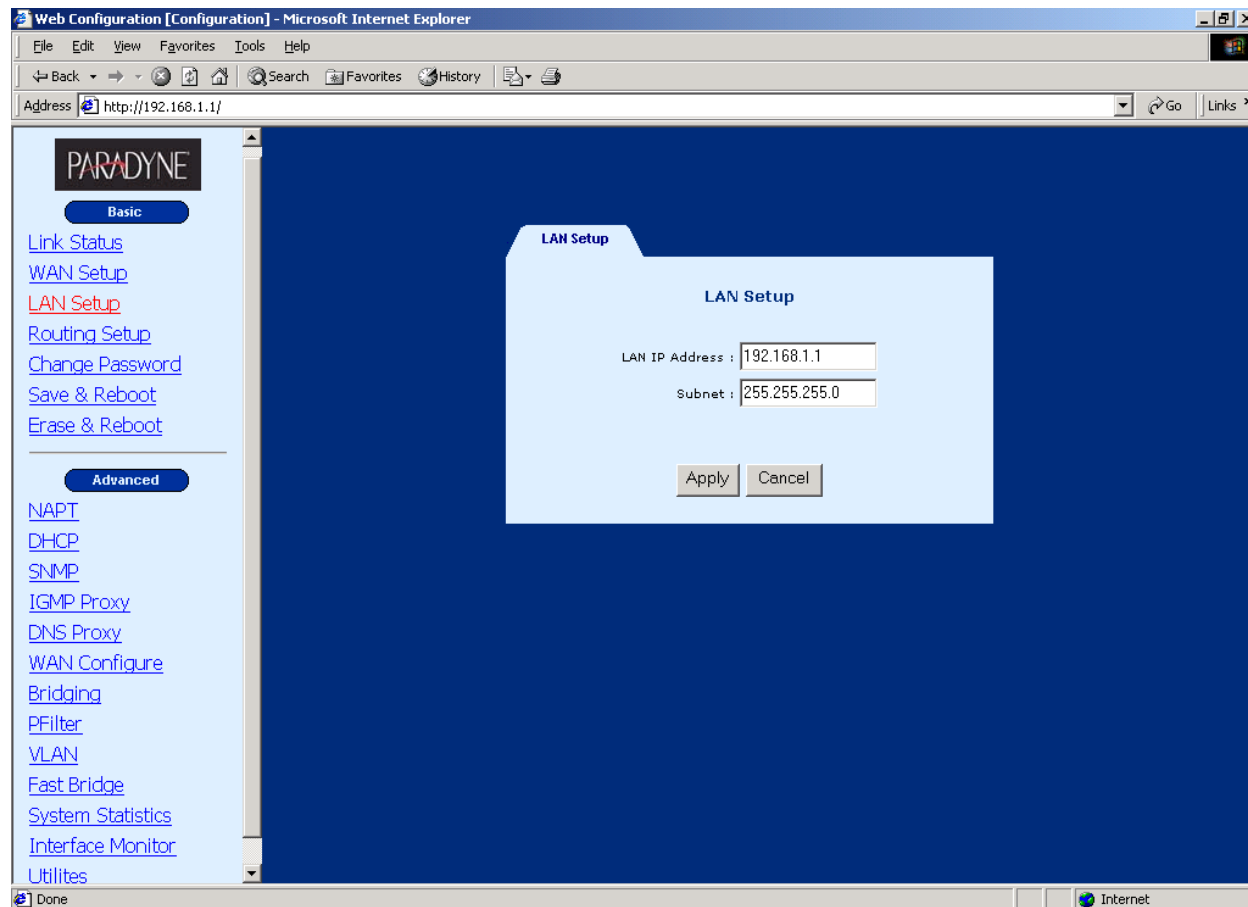 Web Configuration [Configuration] - Microsoft Internet Explorer
File Edit View Favorites Tools Help
Back Search Favorites History
Address http://192.168.1.1/ Go Links
PARADYNE
Basic
Link Status
WAN Setup
LAN Setup
Routing Setup
Change Password
Save & Reboot
Erase & Reboot
Advanced
NAPT
DHCP
SNMP
IGMP Proxy
DNS Proxy
WAN Configure
Bridging
PFilter
VLAN
Fast Bridge
System Statistics
Interface Monitor
Utilites
LAN Setup
LAN Setup
LAN IP Address : 192.168.1.1
Subnet : 255.255.255.0
Apply Cancel
Done Internet